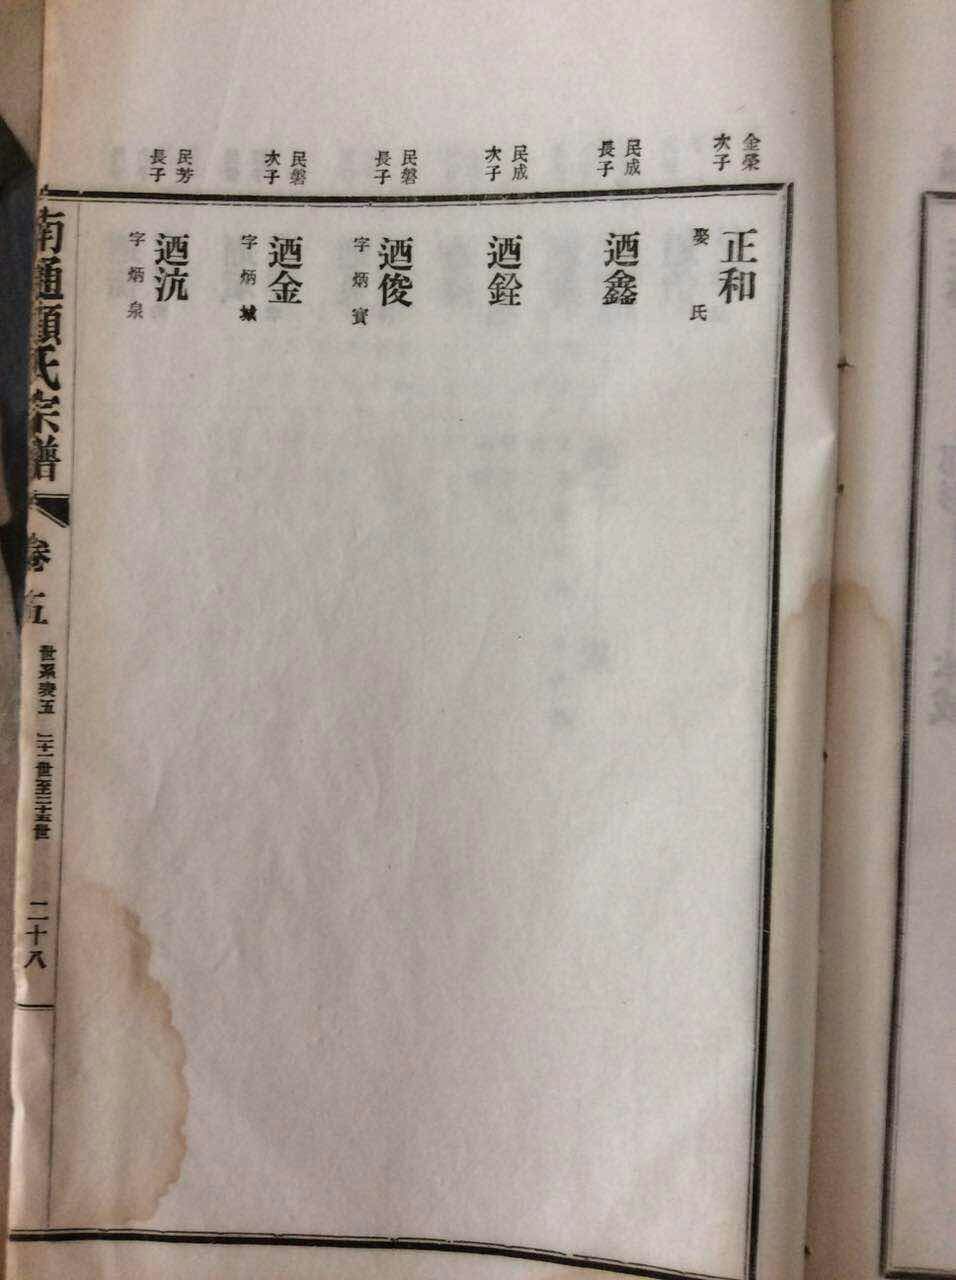 金榮
次子
正和
娶氏
民成
長子
迺鑫
民成
次子
迺銓
民磐
長子
迺俊
字炳寶
民磐
次子
迺金
字炳城
民芳
長子
迺沆
字炳泉
南通顧氏宗譜
卷五
世系表五 二十一世至二十五世
二十八